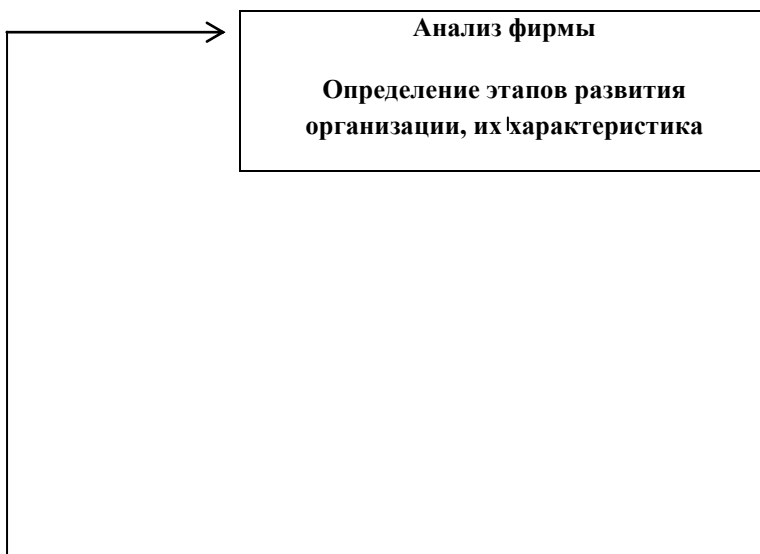 Анализ фирмы
Определение этапов развития
организации, их характеристика